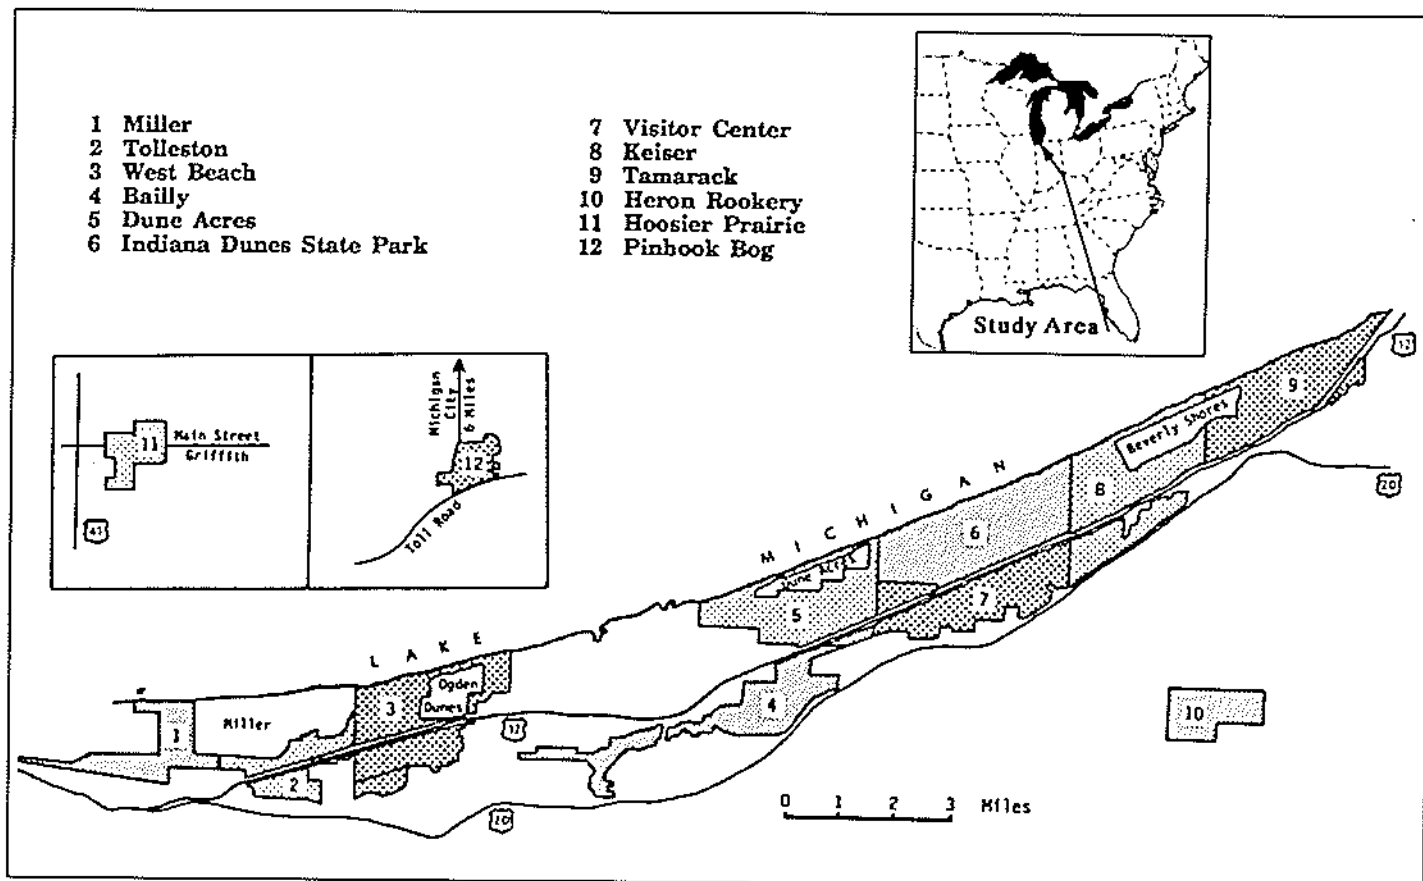 1 Miller
2 Tolleston
3 West Beach
4 Bailly
5 Dune Acres
6 Indiana Dunes State Park
7 Visitor Center
8 Keiser
9 Tamarack
10 Heron Rookery
11 Hoosier Prairie
12 Pinhook Bog
Study Area
11
Main Street
Griffith
41
Michigan
City
6 Miles
12
Toll Road
LAKE MICHIGAN
12
9
Beverly Shores
20
8
6
Dune Acres
5
7
Ogden
Dunes
3
Miller
1
2
12
4
10
20
0 1 2 3 Miles